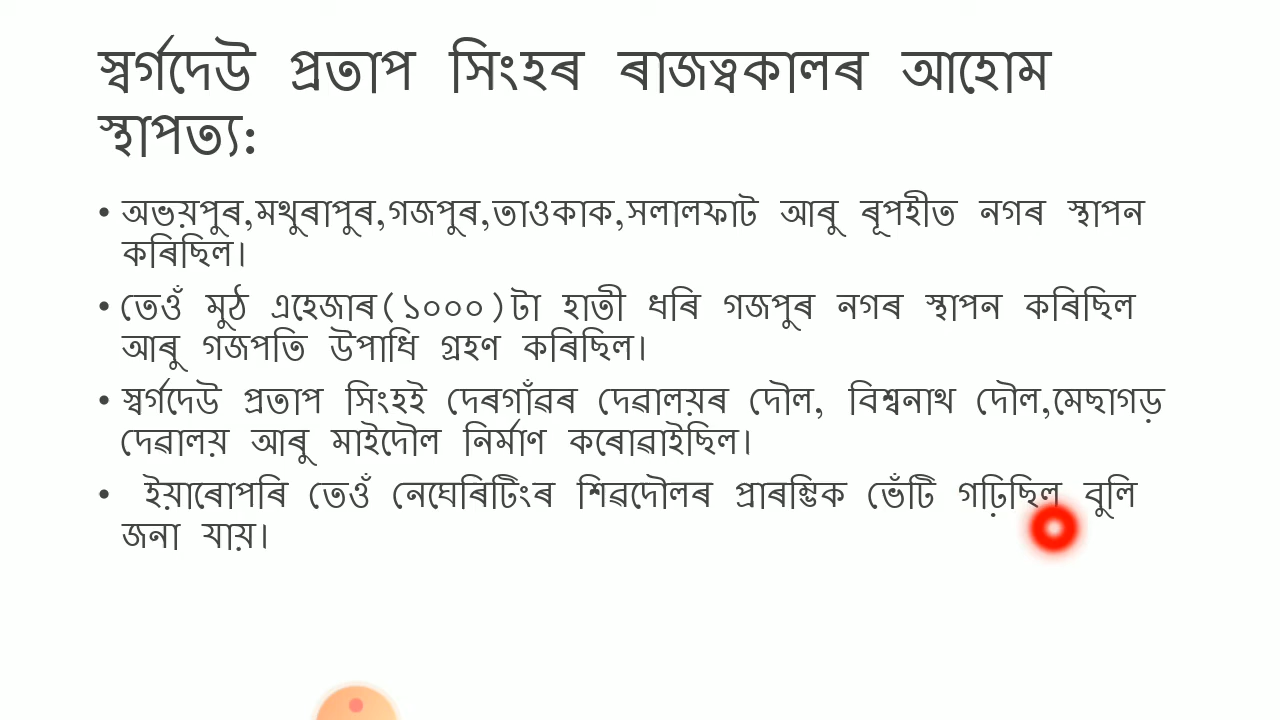 স্বৰ্গদেউ প্ৰতাপ সিংহৰ ৰাজত্বকালৰ আহোম
স্থাপত্য:
• অভয়পুৰ,মথুৰাপুৰ,গজপুৰ,তাওকাক,সলালফাট আৰু ৰূপহীত নগৰ স্থাপন
কৰিছিল।
• তেওঁ মুঠ এহেজাৰ(১০০০)টা হাতী ধৰি গজপুৰ নগৰ স্থাপন কৰিছিল
আৰু গজপতি উপাধি গ্ৰহণ কৰিছিল।
• স্বৰ্গদেউ প্ৰতাপ সিংহই দেৰগাঁৱৰ দেৱালয়ৰ দৌল, বিশ্বনাথ দৌল,মেছাগড়
দেৱালয় আৰু মাইদৌল নিৰ্মাণ কৰোৱাইছিল।
• ইয়াৰোপৰি তেওঁ নেঘেৰিটিংৰ শিৱদৌলৰ প্ৰাৰম্ভিক ভেঁটি গঢ়িছিল বুলি
জনা যায়।